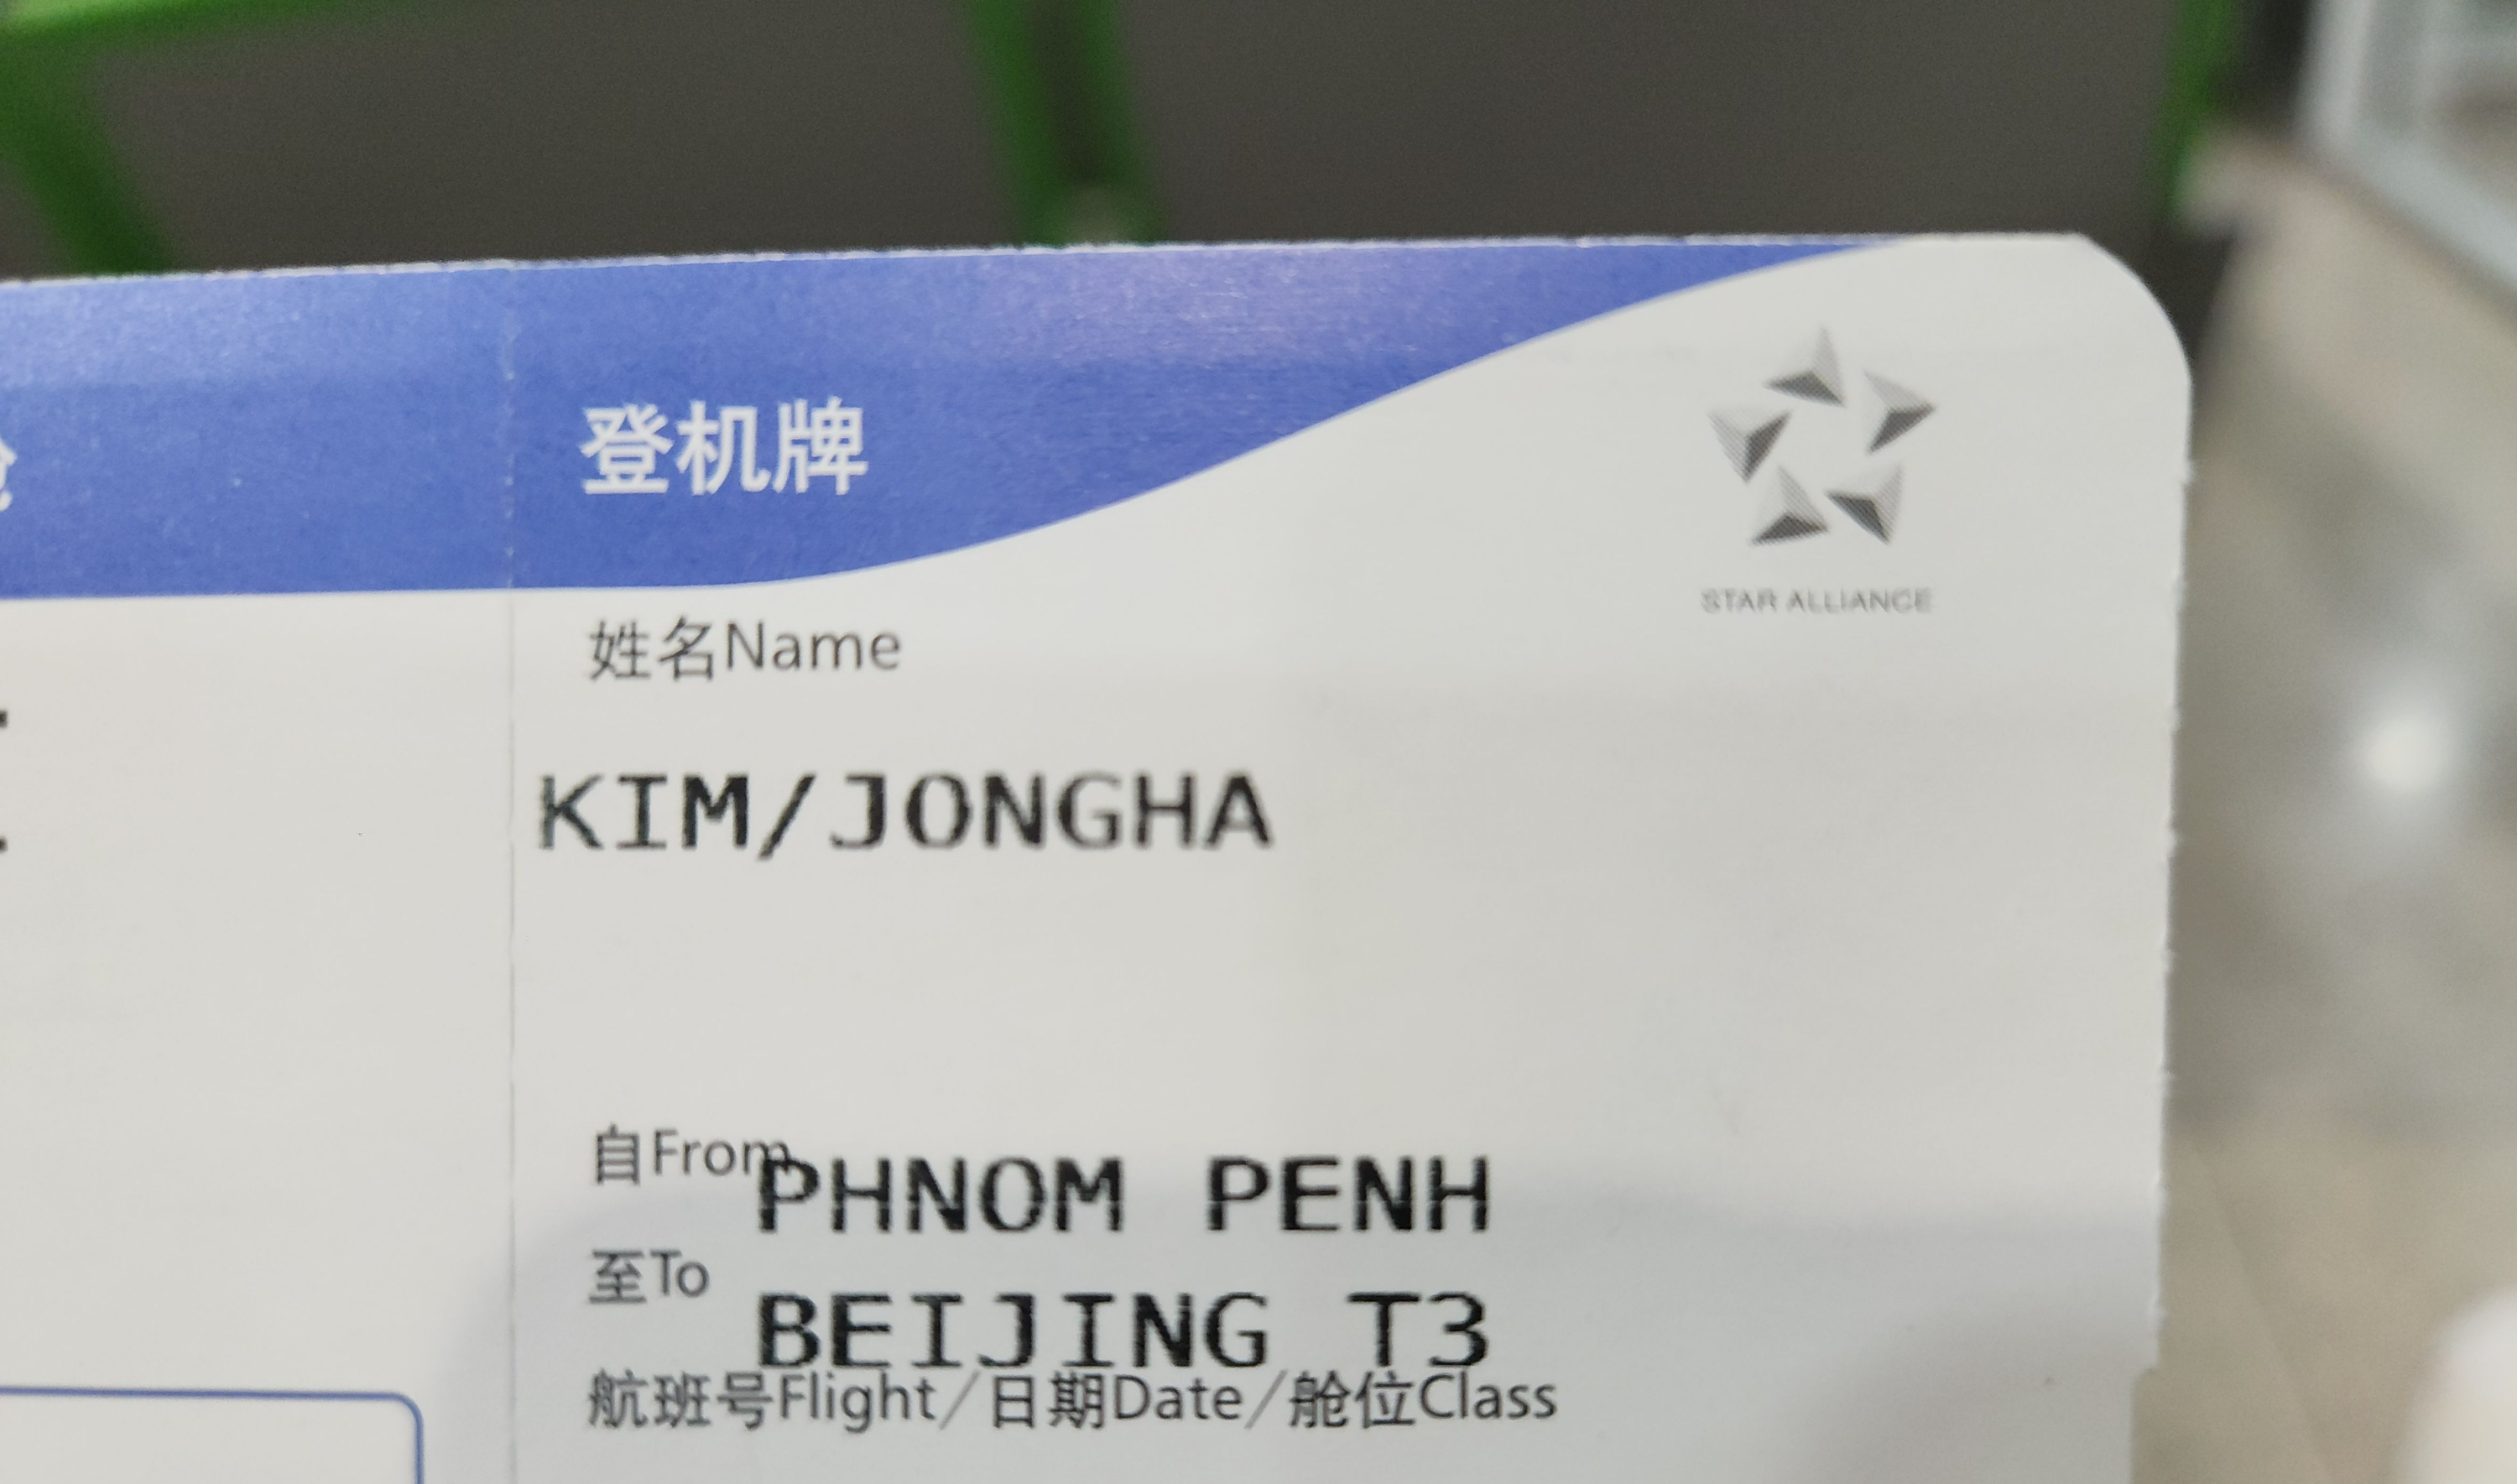 登机牌
STAR ALLIANCE
姓名Name
KIM/JONGHA
自From
PHNOM PENH
至To
BEIJING T3
航班号Flight/日期Date/舱位Class